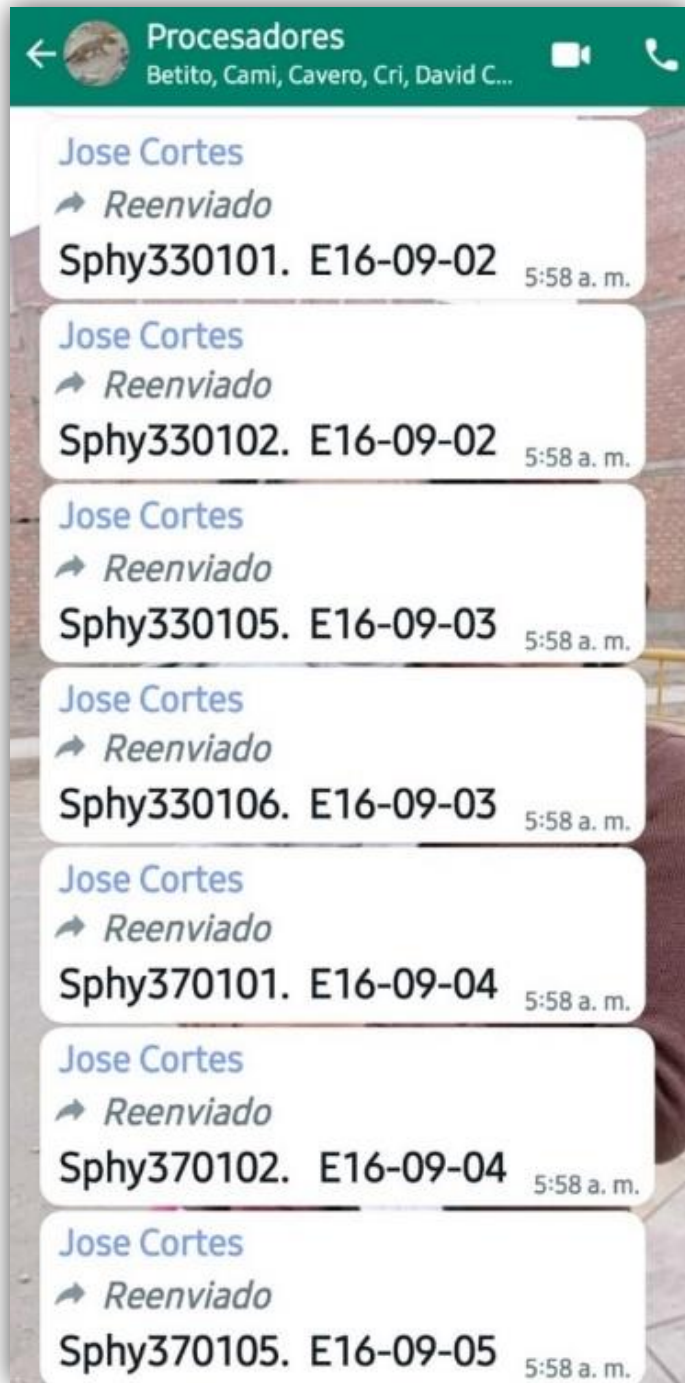 Procesadores
Betito, Cami, Cavero, Cri, David C...
Jose Cortes
Reenviado
Sphy330101. E16-09-02 5:58 a. m.
Jose Cortes
Reenviado
Sphy330102. E16-09-02 5:58 a. m.
Jose Cortes
Reenviado
Sphy330105. E16-09-03 5:58 a. m.
Jose Cortes
Reenviado
Sphy330106. E16-09-03 5:58 a. m.
Jose Cortes
Reenviado
Sphy370101. E16-09-04 5:58 a. m.
Jose Cortes
Reenviado
Sphy370102. E16-09-04 5:58 a. m.
Jose Cortes
Reenviado
Sphy370105. E16-09-05 5:58 a. m.